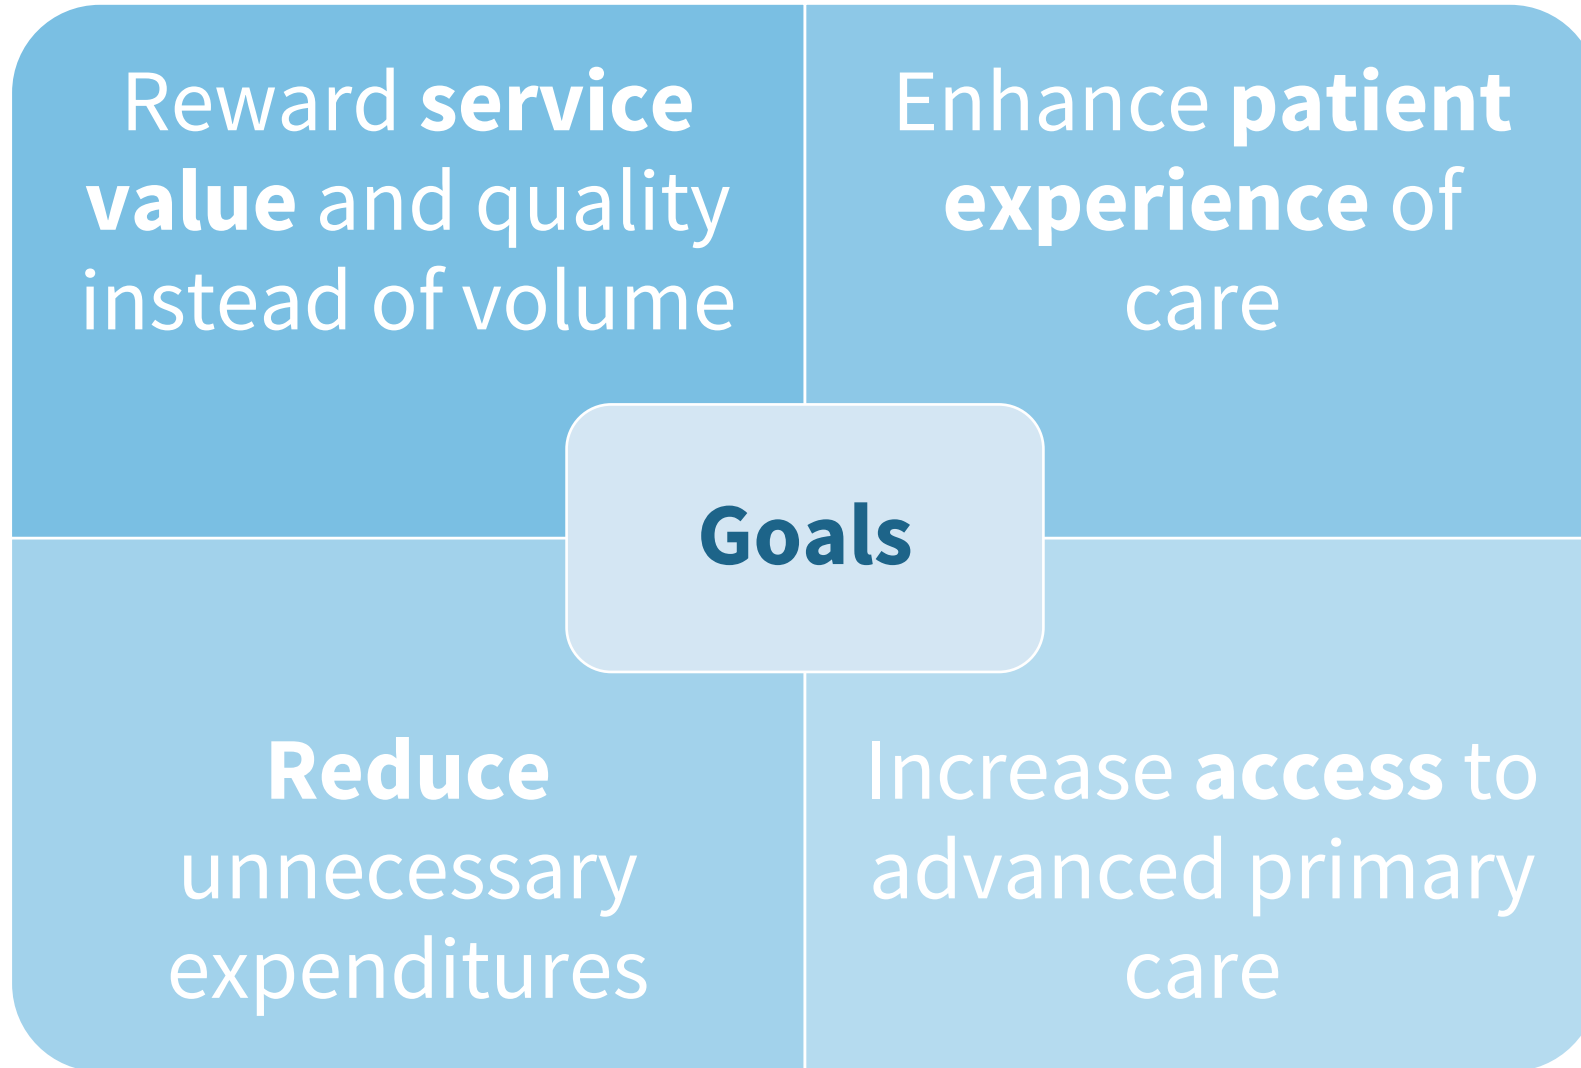 Reward service
value and quality
instead of volume
Enhance patient
experience of
care
Goals
Reduce
unnecessary
expenditures
Increase access to
advanced primary
care